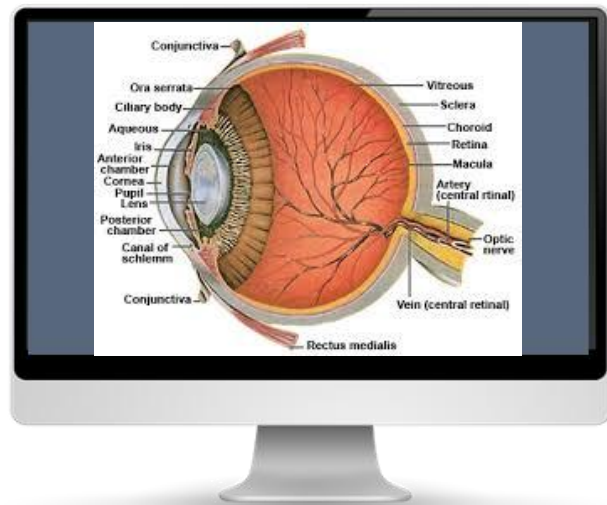 Conjunctiva
Ora serrata
Ciliary body
Aqueous
Iris
Anterior
chamber
Cornea
Pupil
Lens
Posterior
chamber
Canal of
schlemm
Conjunctiva
Rectus medialis
Vitreous
Sclera
Choroid
Retina
Macula
Artery
(central rtinal)
Optic
nerve
Vein (central retinal)